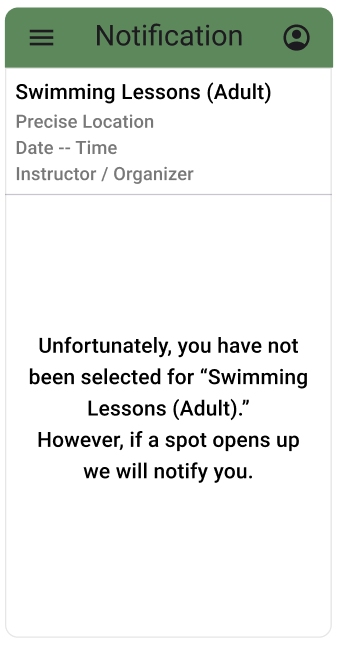 Notification
Swimming Lessons (Adult)
Precise Location
Date -- Time
Instructor / Organizer
Unfortunately, you have not
been selected for “Swimming
Lessons (Adult).”
However, if a spot opens up
we will notify you.